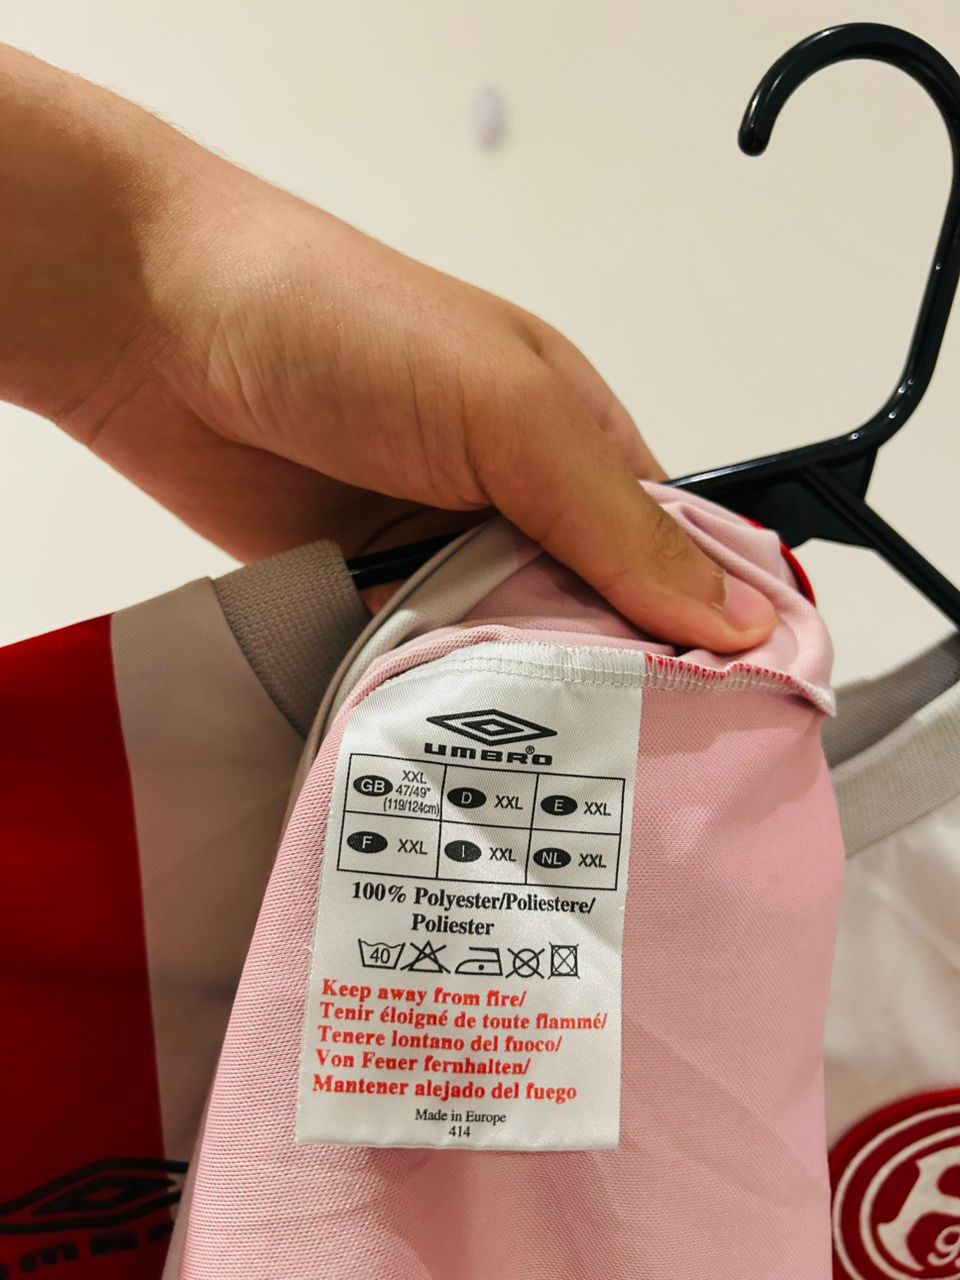 UMBRO®
GB XXL
47/49"
(119/124cm)
D XXL
E XXL
F XXL
I XXL
NL XXL
100% Polyester/Poliestere/
Poliester
40
Keep away from fire/
Tenir éloigné de toute flammé/
Tenere lontano del fuoco/
Von Feuer fernhalten/
Mantener alejado del fuego
Made in Europe
414